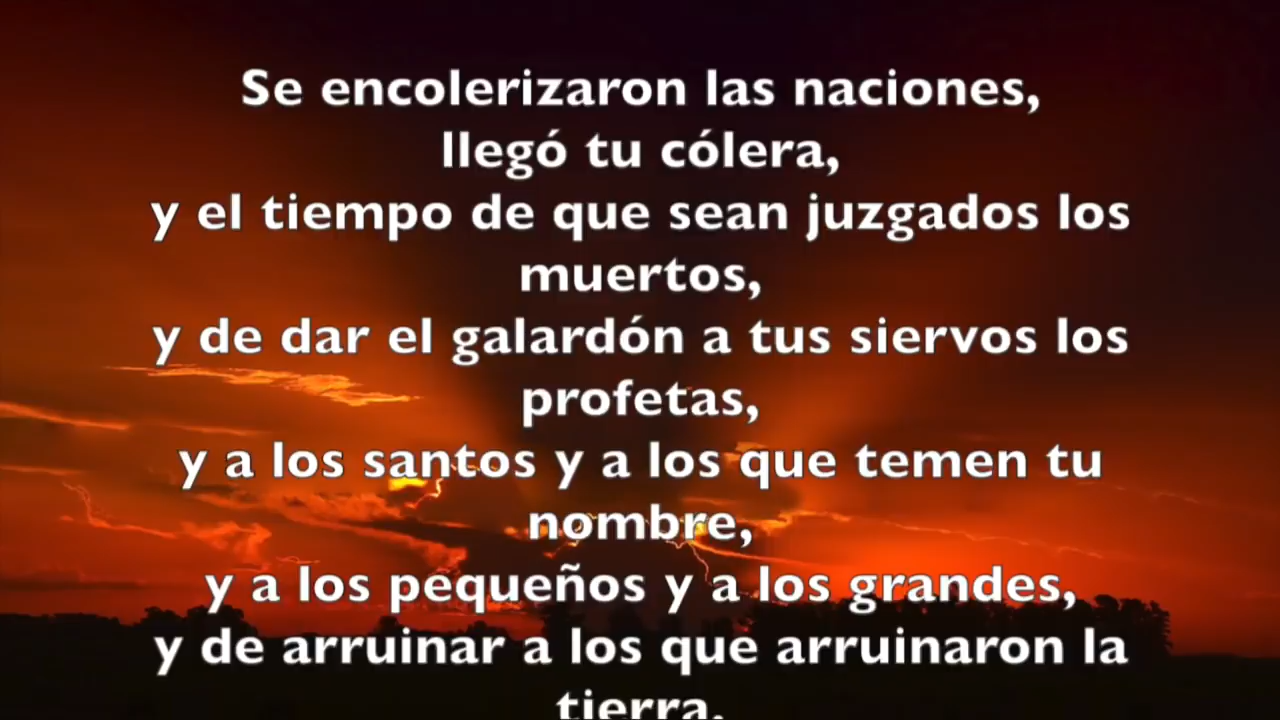 Se encolerizaron las naciones,
llegó tu cólera,
y el tiempo de que sean juzgados los
muertos,
y de dar el galardón a tus siervos los
profetas,
y a los santos y a los que temen tu
nombre,
y a los pequeños y a los grandes,
y de arruinar a los que arruinaron la
tierra.